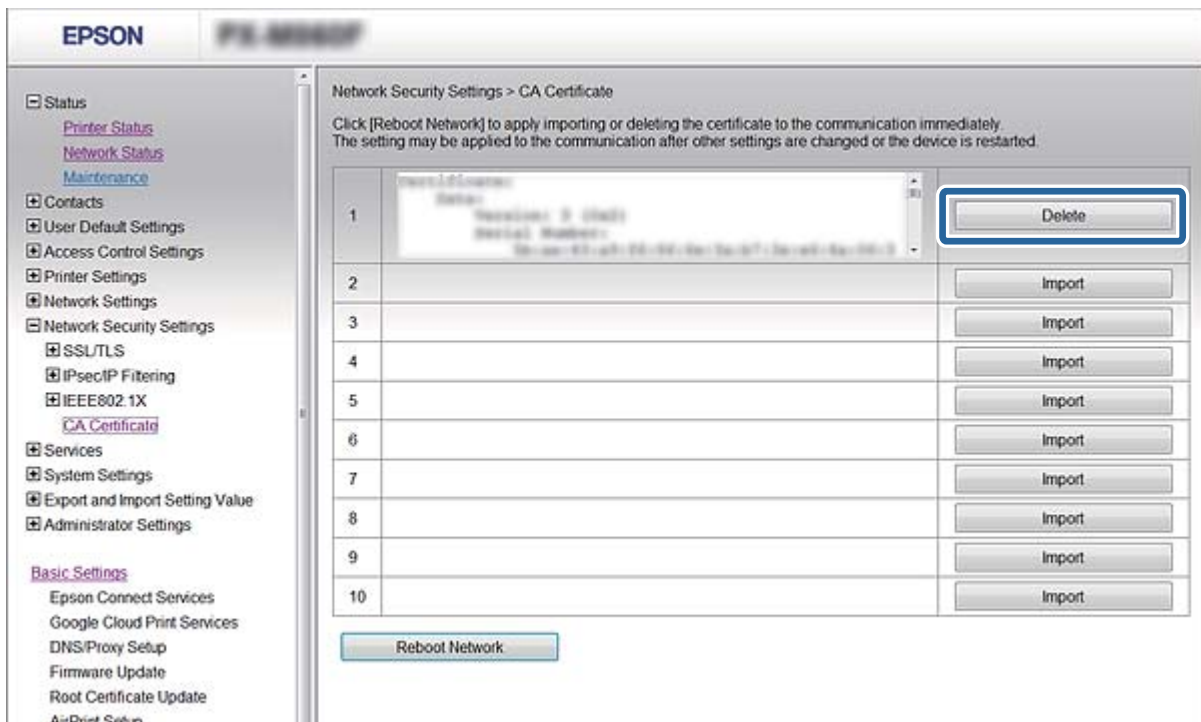 EPSON
Status
Printer Status
Network Status
Maintenance
Contacts
User Default Settings
Access Control Settings
Printer Settings
Network Settings
Network Security Settings
SSL/TLS
IPsec/IP Filtering
IEEE802.1X
CA Certificate
Services
System Settings
Export and Import Setting Value
Administrator Settings
Basic Settings
Epson Connect Services
Google Cloud Print Services
DNS/Proxy Setup
Firmware Update
Root Certificate Update
AirPrint Setup
Network Security Settings > CA Certificate
Click [Reboot Network] to apply importing or deleting the certificate to the communication immediately.
The setting may be applied to the communication after other settings are changed or the device is restarted.
1 Delete
2 Import
3 Import
4 Import
5 Import
6 Import
7 Import
8 Import
9 Import
10 Import
Reboot Network